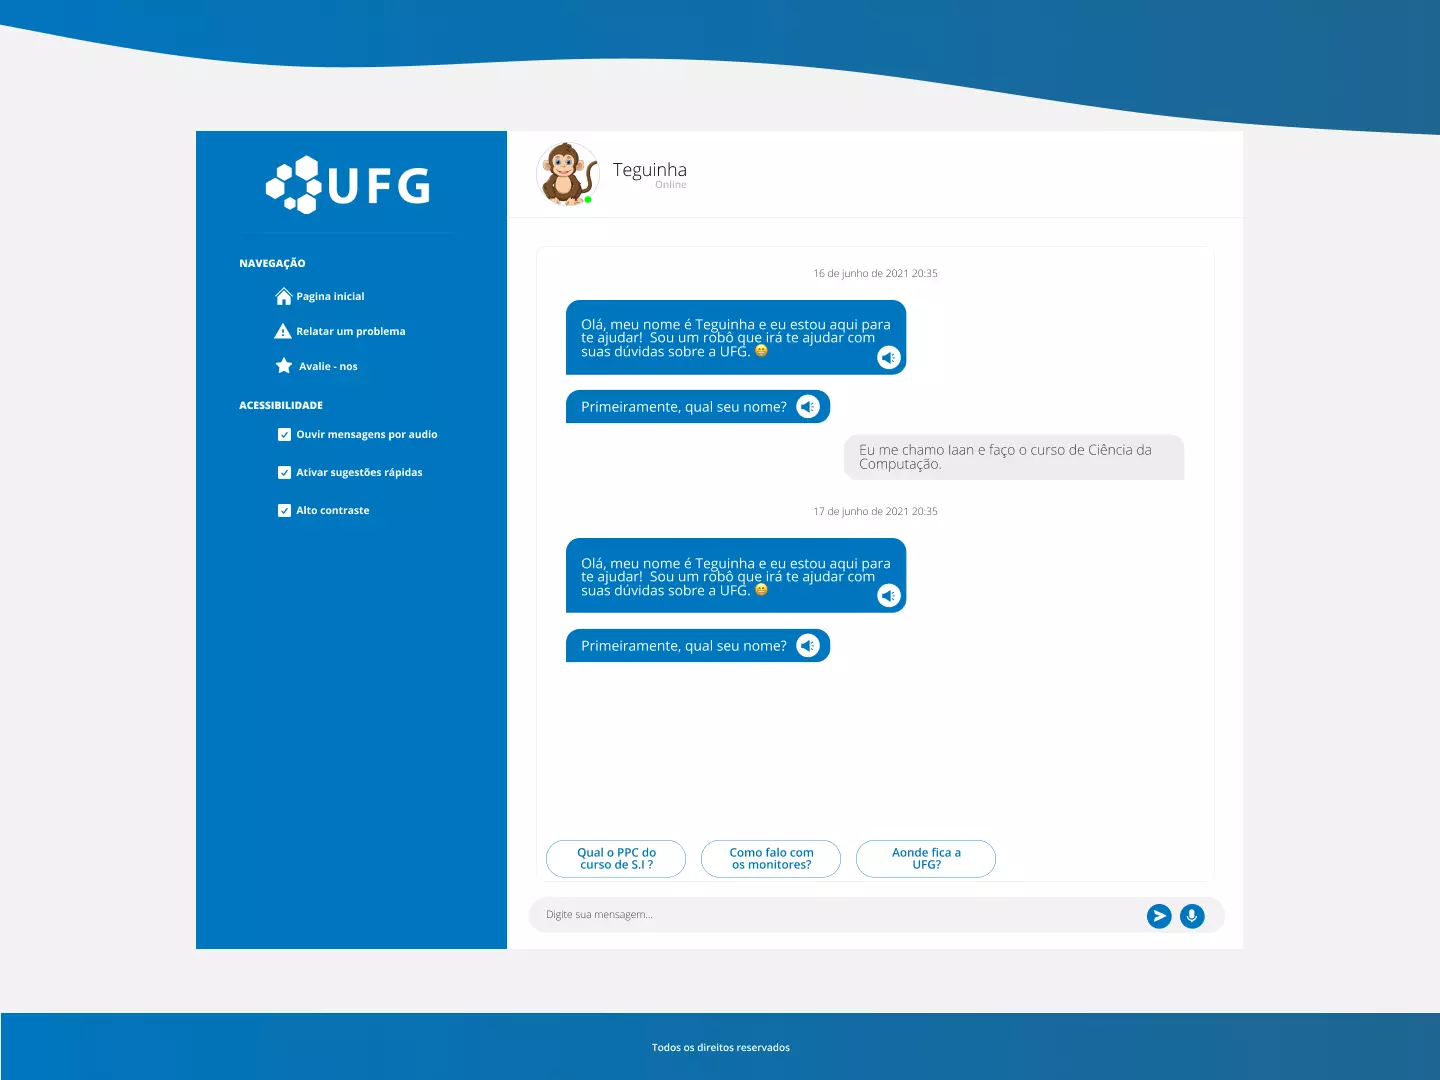 UFG
NAVEGAÇÃO
Pagina inicial
Relatar um problema
Avalie - nos
ACESSIBILIDADE
Ouvir mensagens por audio
Ativar sugestões rápidas
Alto contraste
Teguinha
Online
16 de junho de 2021 20:35
Olá, meu nome é Teguinha e eu estou aqui para
te ajudar! Sou um robô que irá te ajudar com
suas dúvidas sobre a UFG. 😁
Primeiramente, qual seu nome?
Eu me chamo Iaan e faço o curso de Ciência da
Computação.
17 de junho de 2021 20:35
Olá, meu nome é Teguinha e eu estou aqui para
te ajudar! Sou um robô que irá te ajudar com
suas dúvidas sobre a UFG. 😁
Primeiramente, qual seu nome?
Qual o PPC do
curso de S.I ?
Como falo com
os monitores?
Aonde fica a
UFG?
Digite sua mensagem...
Todos os direitos reservados